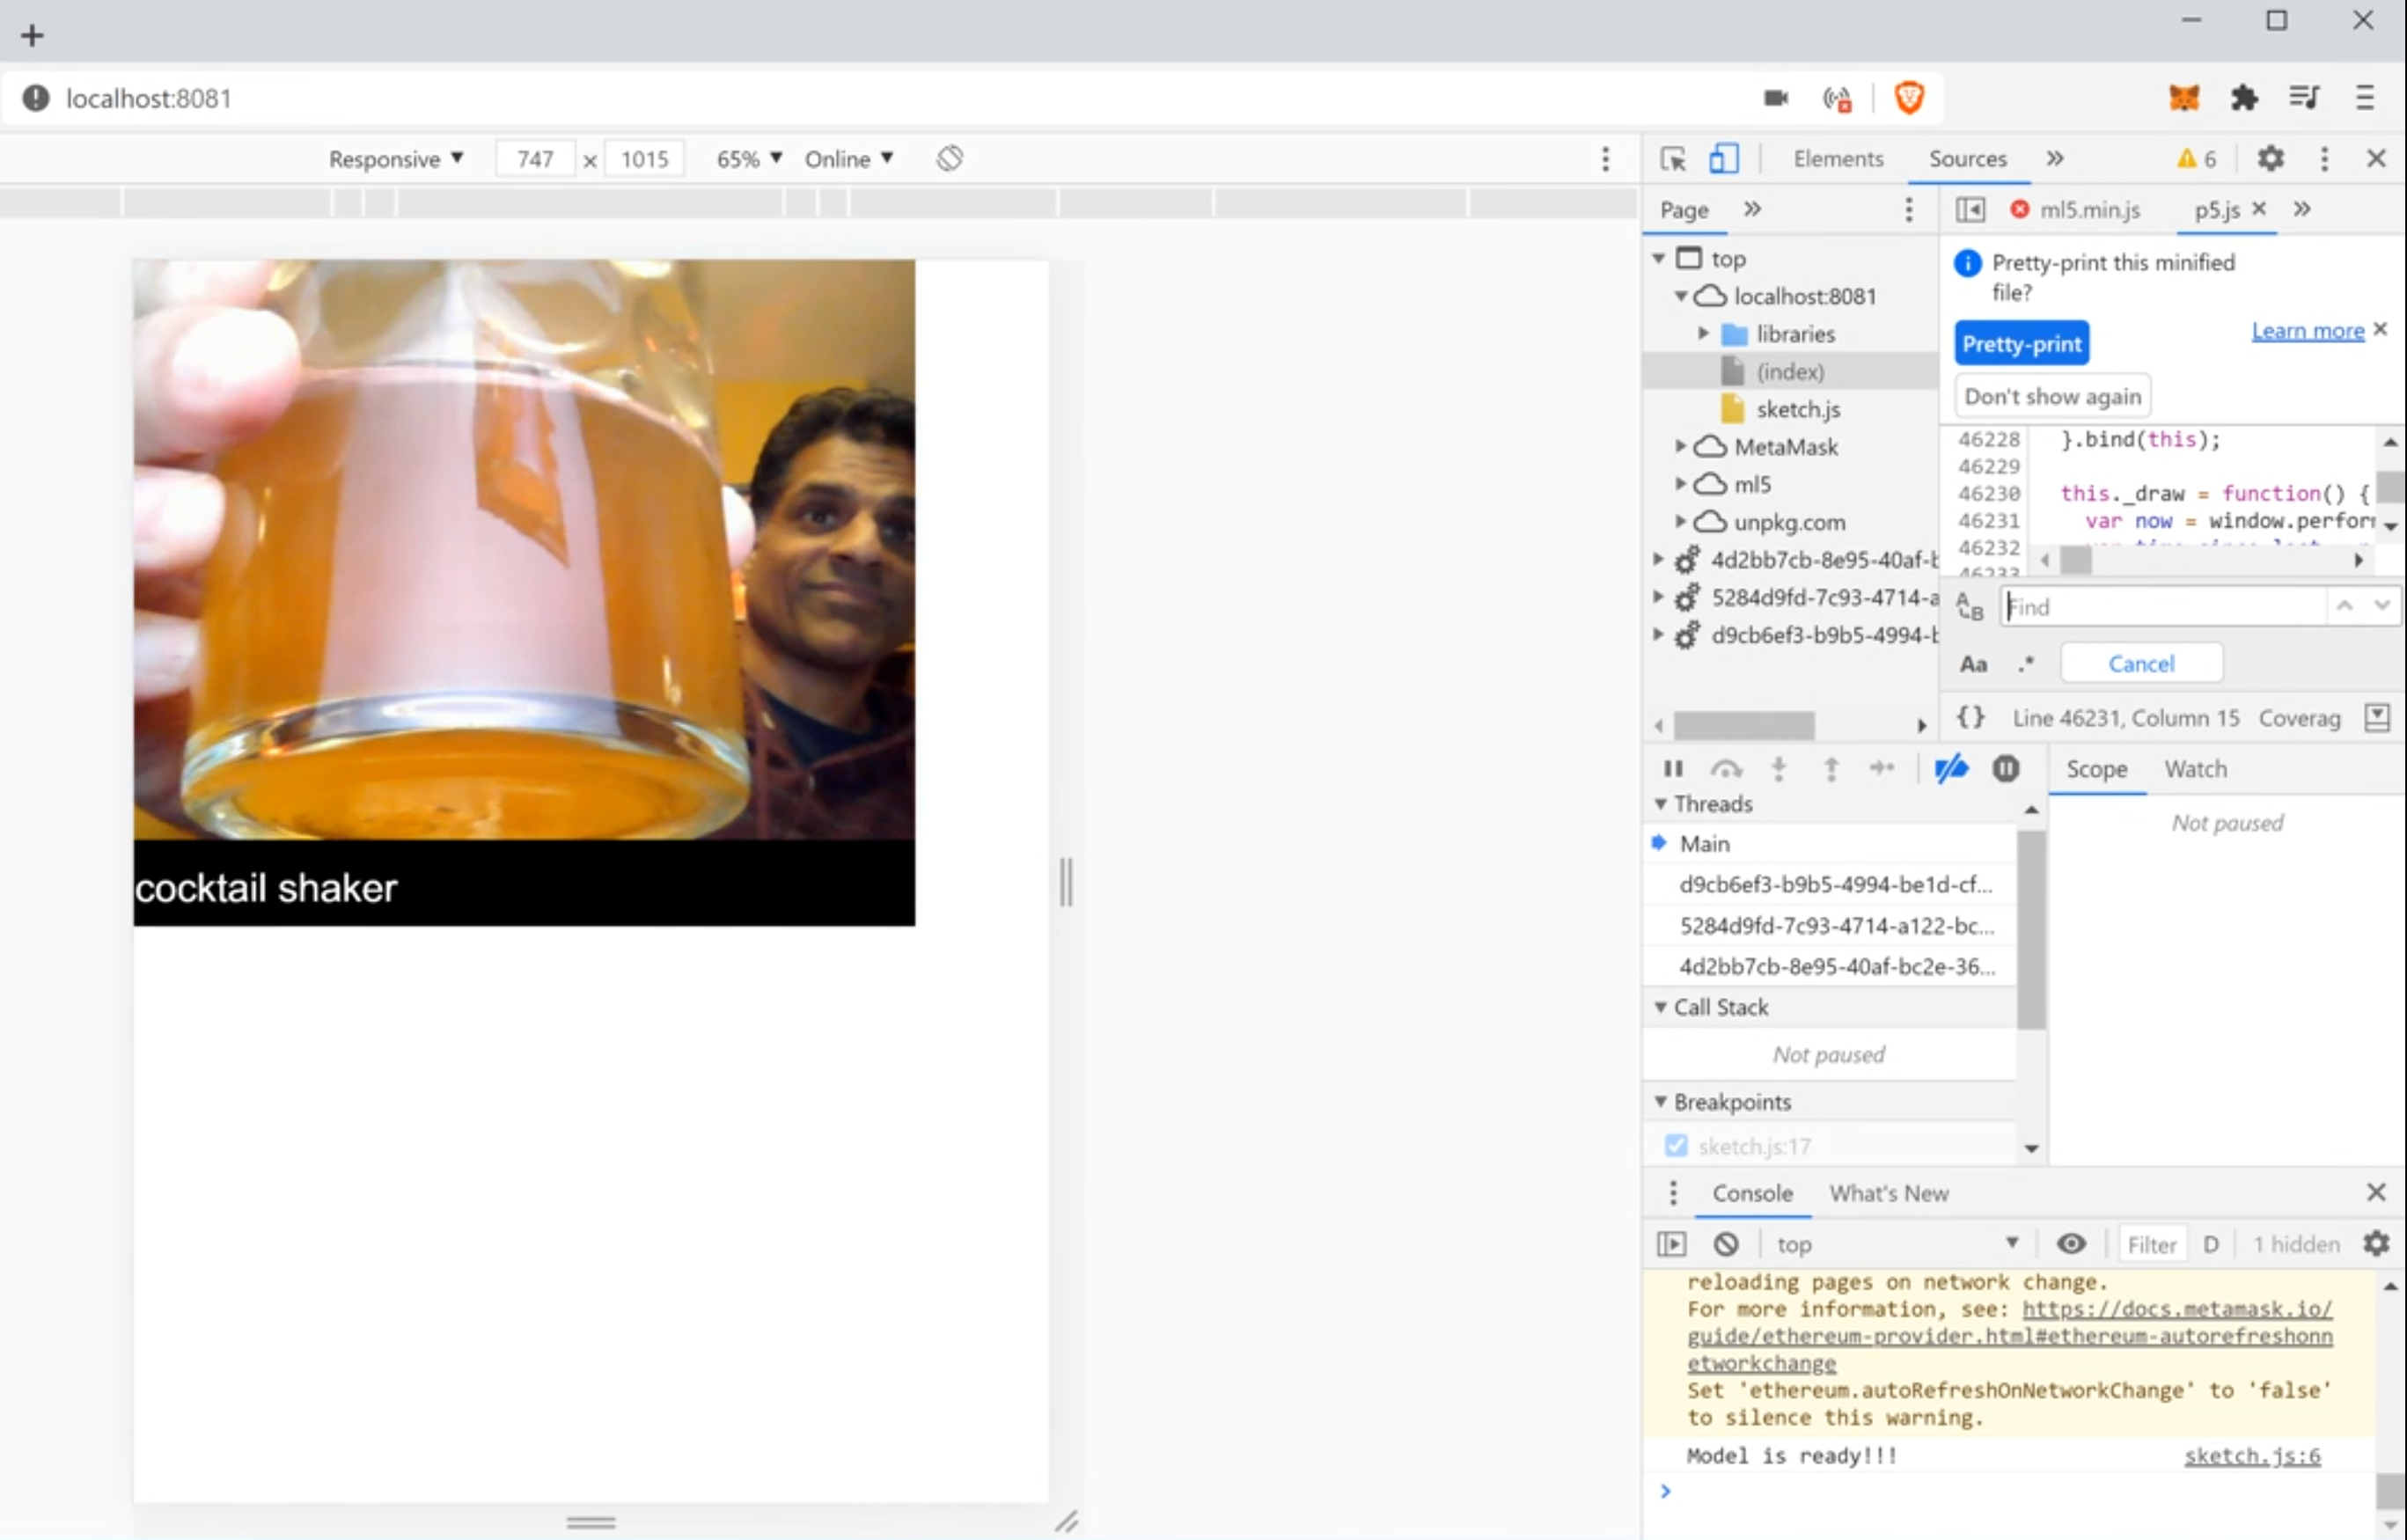 localhost:8081
Responsive 747 x 1015 65% Online
Elements Sources 6
Page
ml5.min.js p5.js
top
localhost:8081
libraries
(index)
sketch.js
MetaMask
ml5
unpkg.com
4d2bb7cb-8e95-40af-b
5284d9fd-7c93-4714-a
d9cb6ef3-b9b5-4994-b
Pretty-print this minified
file?
Pretty-print
Learn more
Don't show again
46228 }.bind(this);
46229
46230 this._draw = function() {
46231 var now = window.perfor
46232
46233
A B Find
Aa .* Cancel
{} Line 46231, Column 15 Coverag
cocktail shaker
Threads
Main
d9cb6ef3-b9b5-4994-be1d-cf...
5284d9fd-7c93-4714-a122-bc...
4d2bb7cb-8e95-40af-bc2e-36...
Call Stack
Not paused
Breakpoints
sketch.js:17
Scope Watch
Not paused
Console What's New
top Filter D 1 hidden
reloading pages on network change.
For more information, see: https://docs.metamask.io/
guide/ethereum-provider.html#ethereum-autorefreshonn
etworkchange
Set 'ethereum.autoRefreshOnNetworkChange' to 'false'
to silence this warning.
Model is ready!!! sketch.js:6